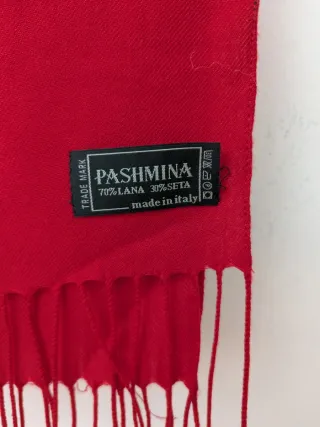 TRADE MARK
PASHMINA
70% LANA 30% SETA
made in italy